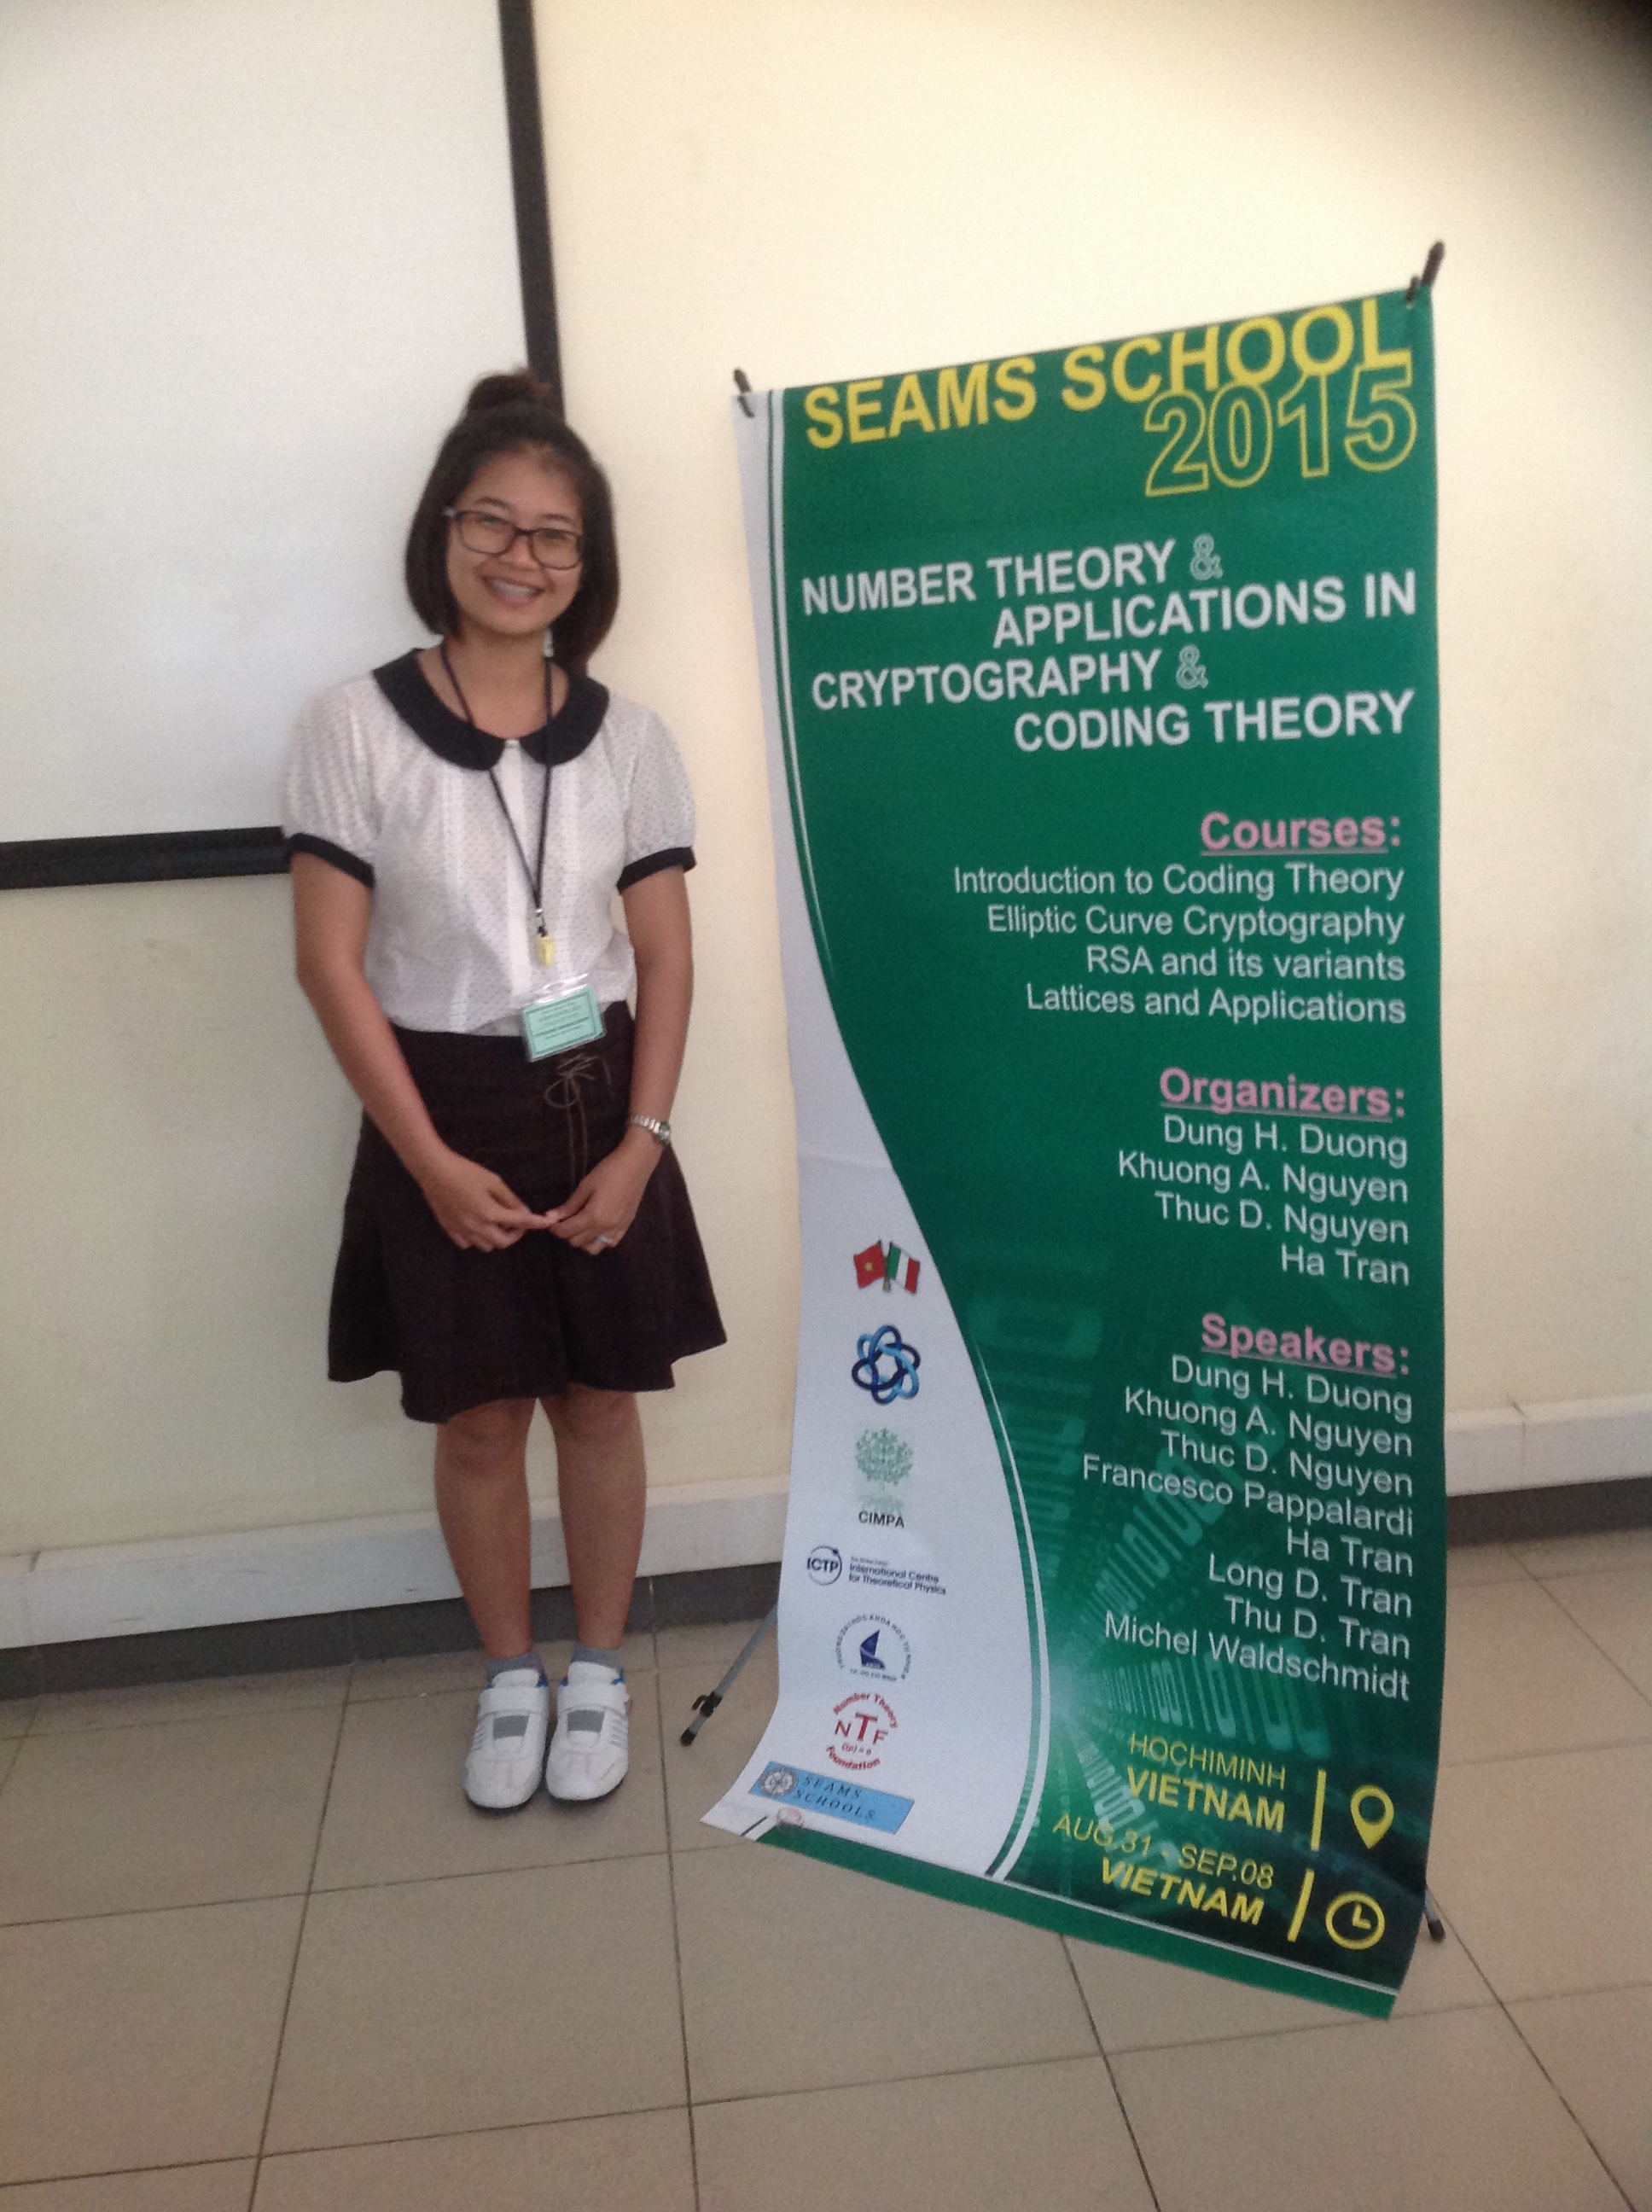 SEAMS SCHOOL
2015
NUMBER THEORY &
APPLICATIONS IN
CRYPTOGRAPHY &
CODING THEORY
Courses:
Introduction to Coding Theory
Elliptic Curve Cryptography
RSA and its variants
Lattices and Applications
Organizers:
Dung H. Duong
Khuong A. Nguyen
Thuc D. Nguyen
Ha Tran
Speakers:
Dung H. Duong
Khuong A. Nguyen
Thuc D. Nguyen
Francesco Pappalardi
Ha Tran
Long D. Tran
Thu D. Tran
Michel Waldschmidt
HOCHIMINH
VIETNAM
AUG.31 - SEP.08
VIETNAM
CIMPA
ICTP
International Centre
for Theoretical Physics
Number Theory
NTF
Foundation
SEAMS
SCHOOLS